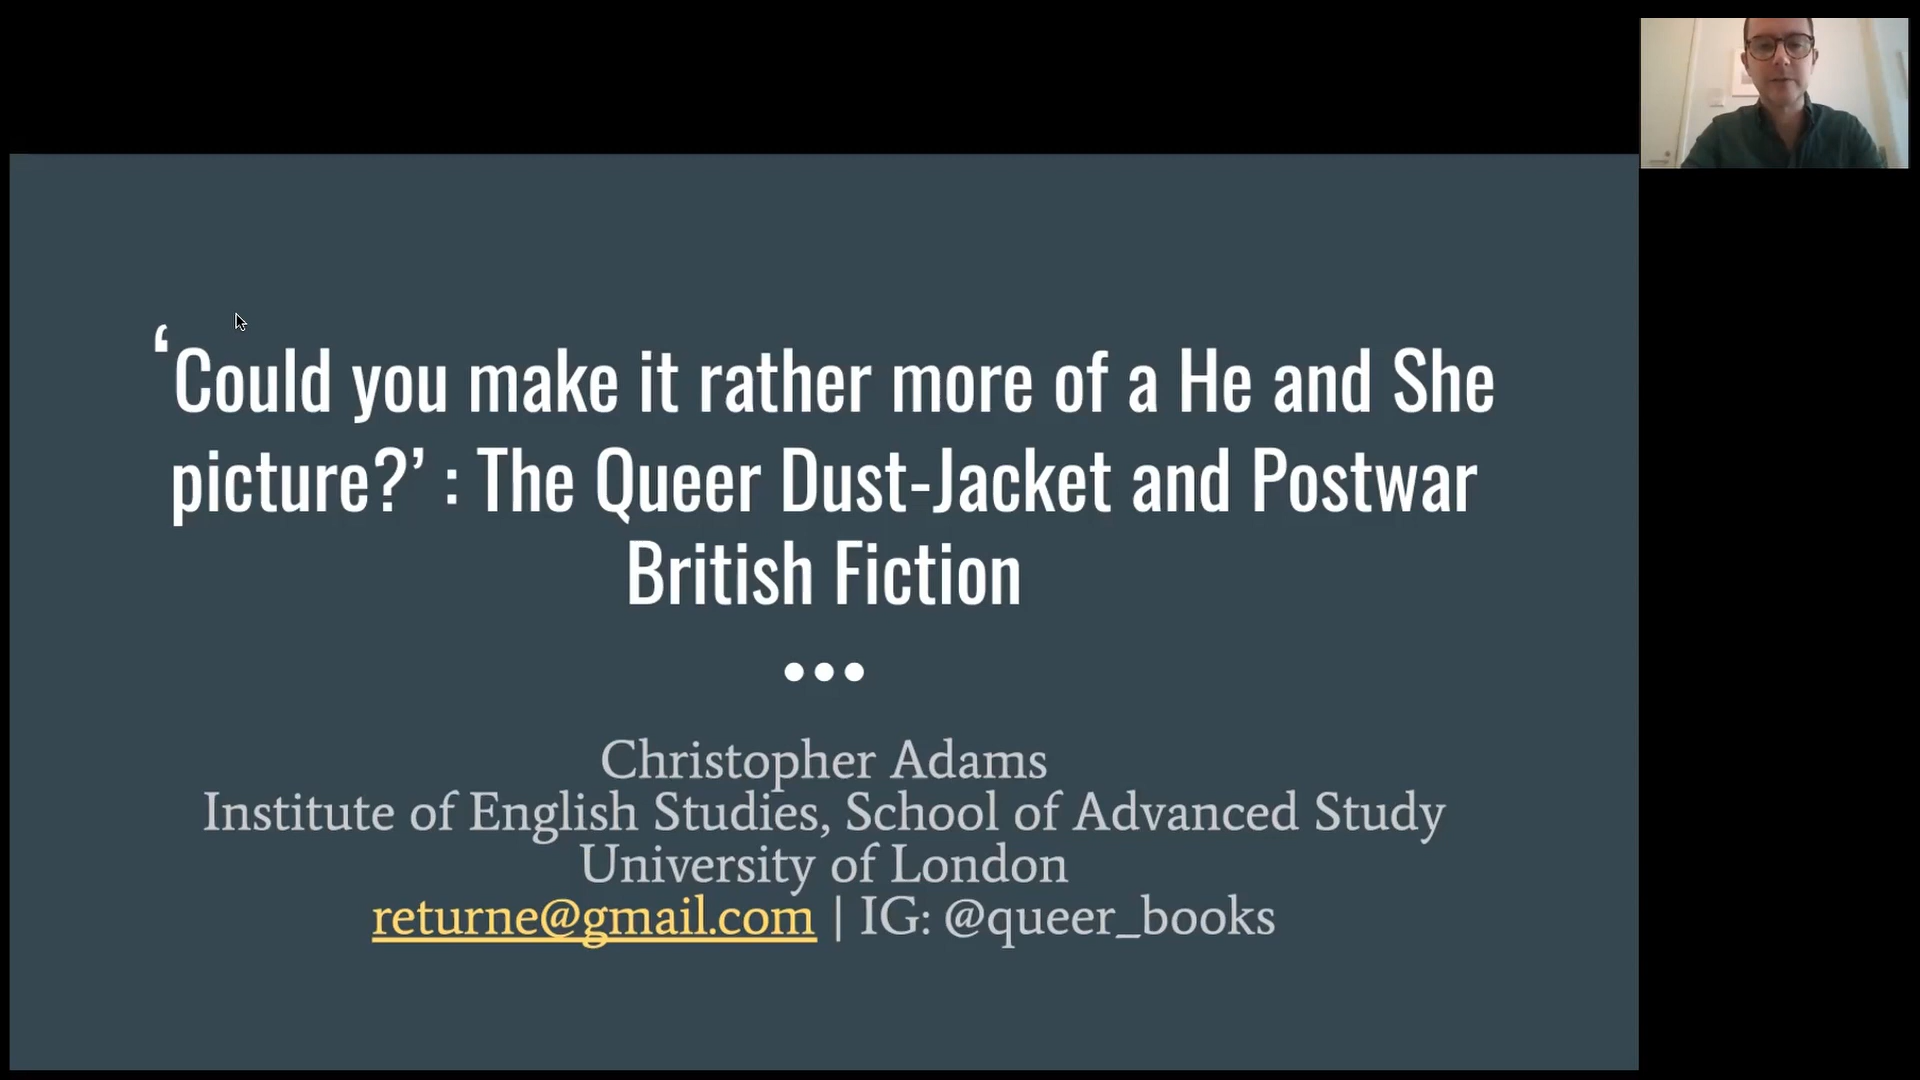 ‘Could you make it rather more of a He and She
picture?’ : The Queer Dust-Jacket and Postwar
British Fiction
Christopher Adams
Institute of English Studies, School of Advanced Study
University of London
returne@gmail.com | IG: @queer_books